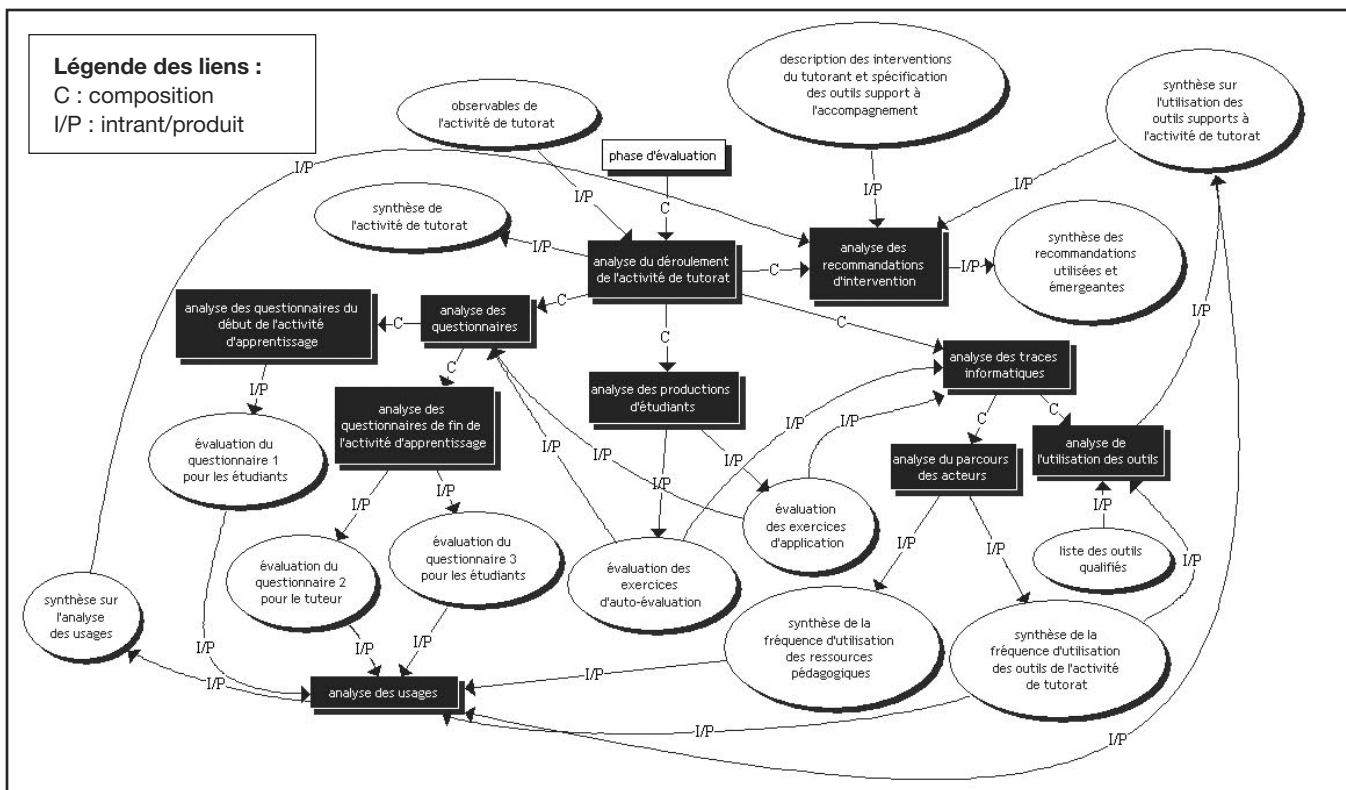 Légende des liens :
C : composition
I/P : intrant/produit
observables de
l'activité de tutorat
description des interventions
du tutorant et spécification
des outils support à
l'accompagnement
synthèse sur
l'utilisation des
outils supports à
l'activité de tutorat
phase d'évaluation
I/P
I/P
I/P
I/P
C
synthèse de
l'activité de tutorat
I/P
analyse du déroulement
de l'activité de tutorat
C
analyse des
recommandations
d'intervention
I/P
synthèse des
recommandations
utilisées et
émergeantes
analyse des questionnaires du
début de l'activité
d'apprentissage
C
analyse des
questionnaires
C
C
C
I/P
analyse des traces
informatiques
I/P
C
analyse des
questionnaires de fin de
l'activité d'apprentissage
analyse des productions
d'étudiants
I/P
I/P
C
C
analyse du parcours
des acteurs
analyse de
l'utilisation des outils
évaluation du
questionnaire 1
pour les étudiants
I/P
I/P
I/P
I/P
I/P
I/P
évaluation
des exercices
d'application
I/P
I/P
I/P
liste des outils
qualifiés
I/P
évaluation du
questionnaire 2
pour le tuteur
évaluation du
questionnaire 3
pour les étudiants
évaluation des
exercices
d'auto-évaluation
synthèse sur
l'analyse
des usages
I/P
I/P
I/P
synthèse de la
fréquence d'utilisation
des ressources
pédagogiques
synthèse de la
fréquence d'utilisation
des outils de l'activité
de tutorat
I/P
analyse des usages
I/P
I/P
I/P